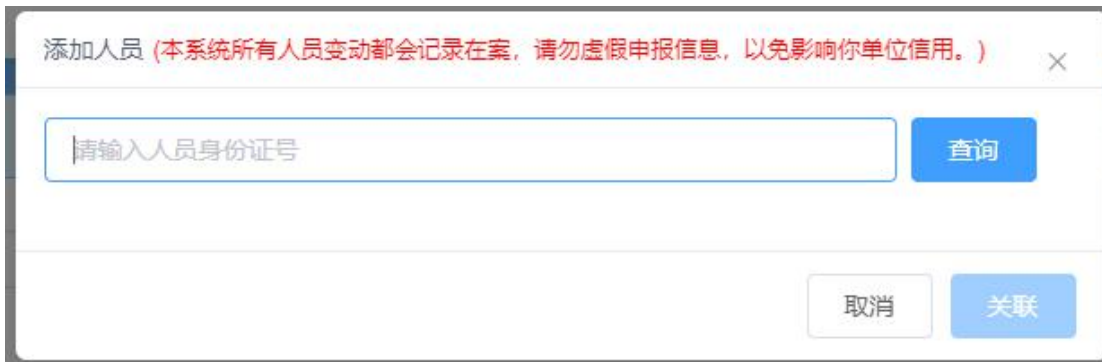 添加人员 (本系统所有人员变动都会记录在案，请勿虚假申报信息，以免影响你单位信用。)
请输入人员身份证号
查询
取消
关联